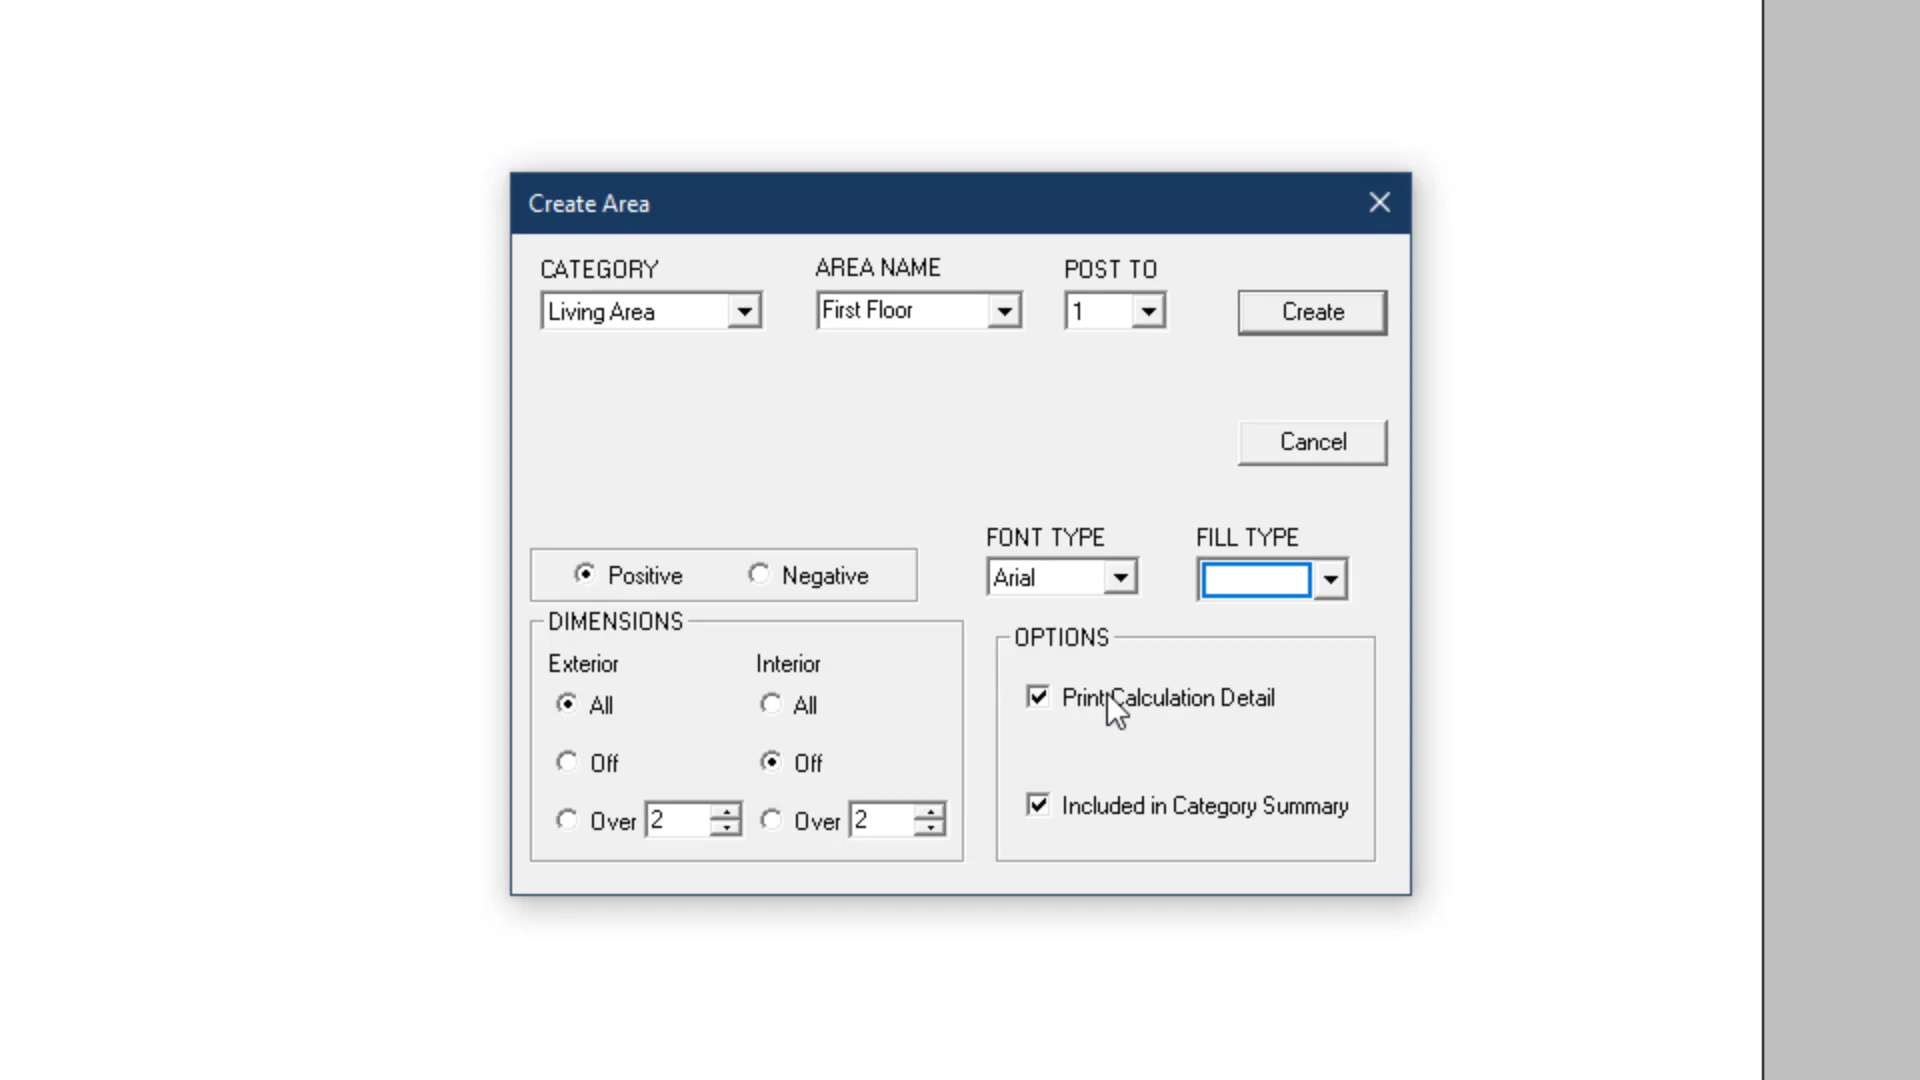 Create Area
CATEGORY
AREA NAME
POST TO
Living Area
First Floor
1
Create
Cancel
FONT TYPE
FILL TYPE
Positive
Negative
Arial
DIMENSIONS
OPTIONS
Exterior
Interior
All
All
Print Calculation Detail
Off
Off
Included in Category Summary
Over 2
Over 2